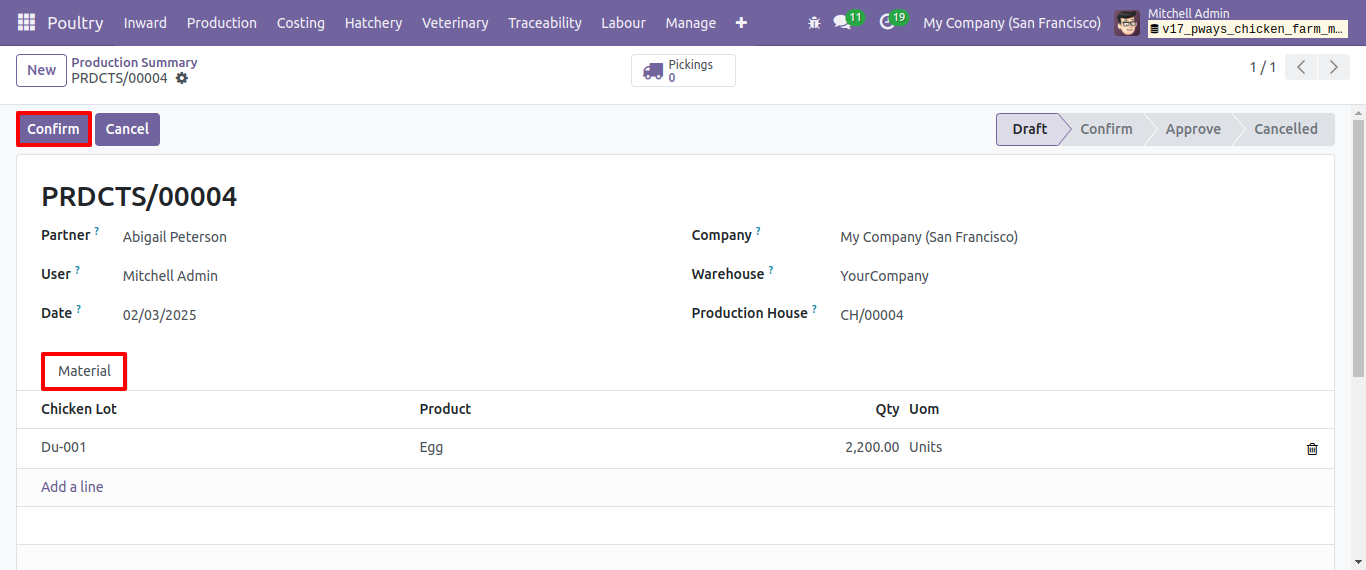 Poultry Inward Production Costing Hatchery Veterinary Traceability Labour Manage 11 19 My Company (San Francisco) Mitchell Admin
v17_pways_chicken_farm_m...
New Production Summary Pickings
PRDCTS/00004 0 1 / 1
Confirm Cancel Draft Confirm Approve Cancelled
PRDCTS/00004
Partner ? Abigail Peterson Company ? My Company (San Francisco)
User ? Mitchell Admin Warehouse ? YourCompany
Date ? 02/03/2025 Production House ? CH/00004
Material
Chicken Lot Product Qty Uom
Du-001 Egg 2,200.00 Units
Add a line